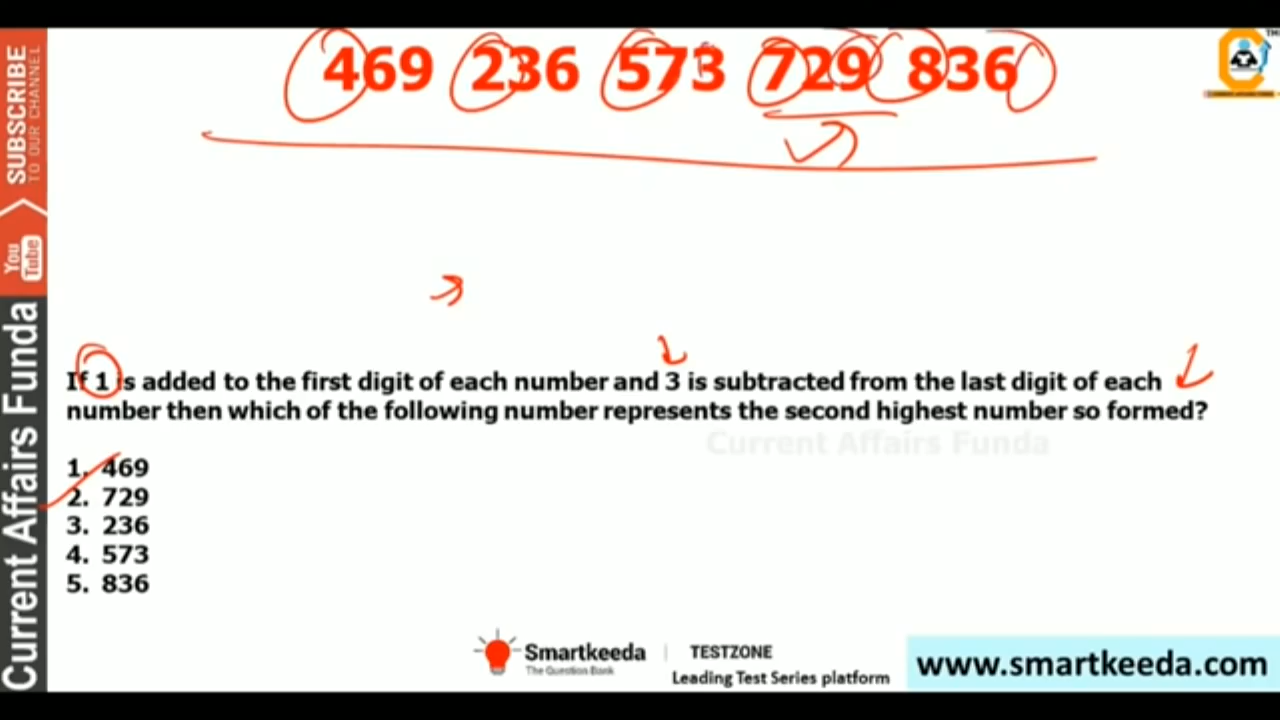 469 236 573 729 836
If 1 is added to the first digit of each number and 3 is subtracted from the last digit of each
number then which of the following number represents the second highest number so formed?
Current Affairs Funda
1. 469
2. 729
3. 236
4. 573
5. 836
Smartkeeda
The Question Bank
TESTZONE
Leading Test Series platform
www.smartkeeda.com
SUBSCRIBE
TO OUR CHANNEL
You
Tube
Current Affairs Funda
TM